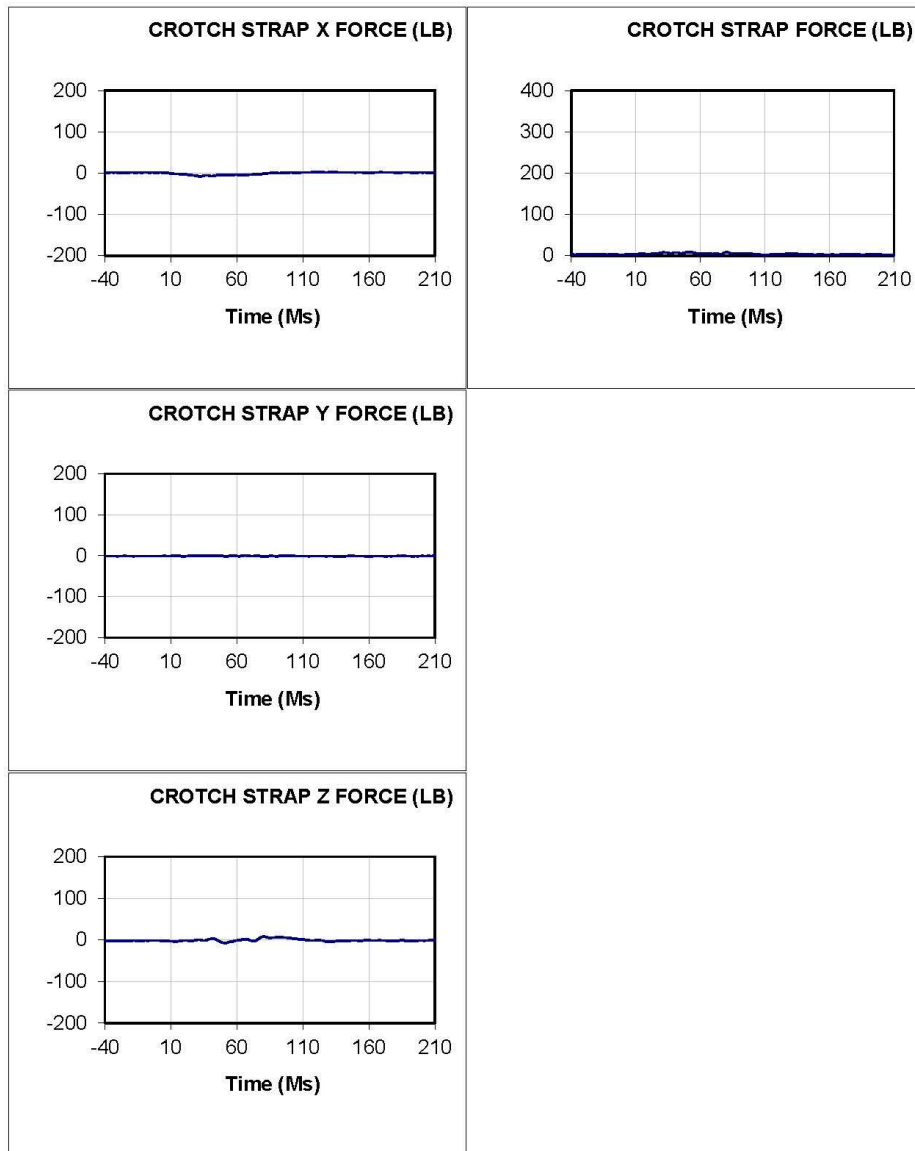 CROTCH STRAP X FORCE (LB)
200
100
0
-100
-200
-40 10 60 110 160 210
Time (Ms)
CROTCH STRAP FORCE (LB)
400
300
200
100
0
-40 10 60 110 160 210
Time (Ms)
CROTCH STRAP Y FORCE (LB)
200
100
0
-100
-200
-40 10 60 110 160 210
Time (Ms)
CROTCH STRAP Z FORCE (LB)
200
100
0
-100
-200
-40 10 60 110 160 210
Time (Ms)